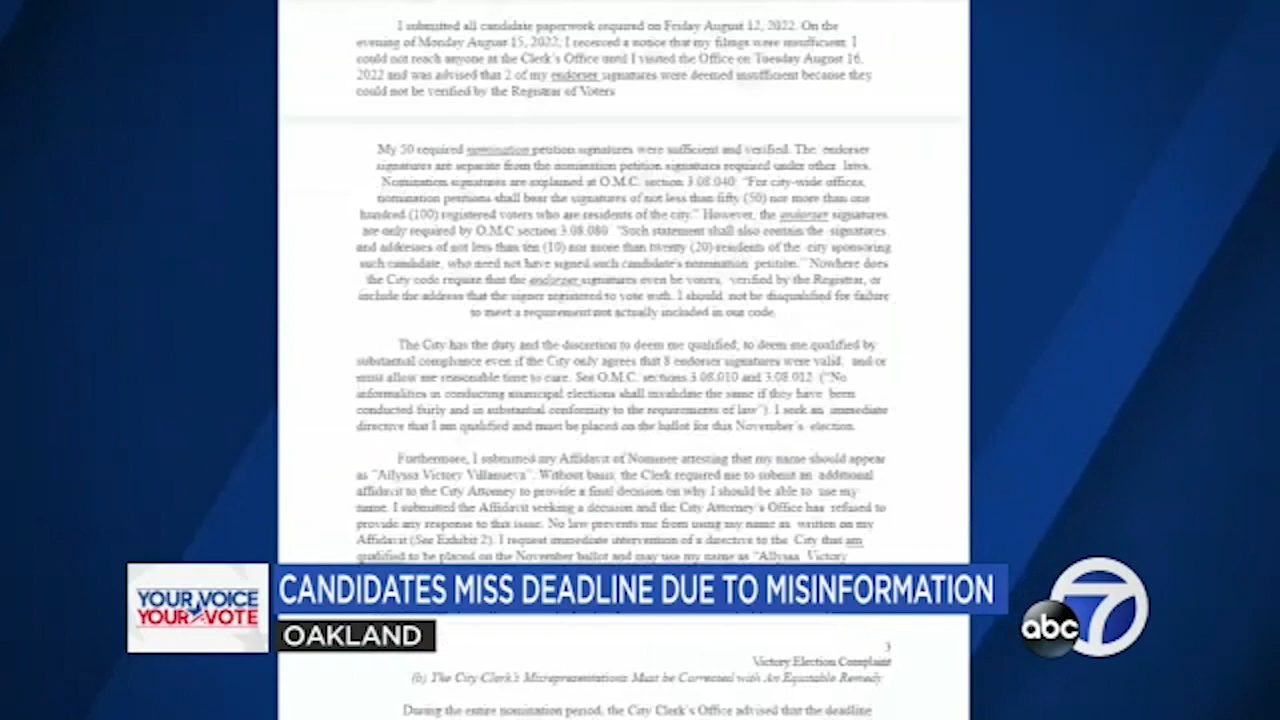 I submitted all candidate paperwork required on Friday August 12, 2022. On the
evening of Monday August 15, 2022, I received a notice that my filings were insufficient. I
could not reach anyone at the Clerk's Office until I visited the Office on Tuesday August 16,
2022 and was advised that 2 of my endorser signatures were deemed insufficient because they
could not be verified by the Registrar of Voters
My 50 required nomination petition signatures were sufficient and verified. The endorser
signatures are separate from the nomination petition signatures required under other laws.
Nomination signatures are explained at O.M.C. section 3.08.040: "For city-wide offices,
nomination petitions shall bear the signatures of not less than fifty (50) nor more than one
hundred (100) registered voters who are residents of the city." However, the endorser signatures
are only required by O.M.C section 3.08.080 "Such statement shall also contain the signatures
and addresses of not less than ten (10) nor more than twenty (20) residents of the city sponsoring
such candidate, who need not have signed such candidate's nomination petition." Nowhere does
the City code require that the endorser signatures even be voters, verified by the Registrar, or
include the address that the signer registered to vote with. I should not be disqualified for failure
to meet a requirement not actually included in our code.
The City has the duty and the discretion to deem me qualified; to deem me qualified by
substantial compliance even if the City only agrees that 8 endorser signatures were valid; and or
must allow me reasonable time to cure. See O.M.C. sections 3.08.010 and 3.08.012 ("No
informalities in conducting municipal elections shall invalidate the same if they have been
conducted fairly and in substantial conformity to the requirements of law"). I seek an immediate
directive that I am qualified and must be placed on the ballot for this November's election.
Furthermore, I submitted my Affidavit of Nominee attesting that my name should appear
as "Allyssa Victory Villanueva". Without basis, the Clerk required me to submit an additional
affidavit to the City Attorney to provide a final decision on why I should be able to use my
name. I submitted the Affidavit seeking a decision and the City Attorney's Office has refused to
provide any response to this issue. No law prevents me from using my name as written on my
Affidavit (See Exhibit 2). I request immediate intervention of a directive to the City that am
qualified to be placed on the November ballot and may use my name as "Allyssa Victory
YOUR VOICE
YOUR VOTE
CANDIDATES MISS DEADLINE DUE TO MISINFORMATION
OAKLAND
abc 7
3
Victory Election Complaint
(b) The City Clerk's Misrepresentations Must be Corrected with An Equitable Remedy
During the entire nomination period, the City Clerk's Office advised that the deadline